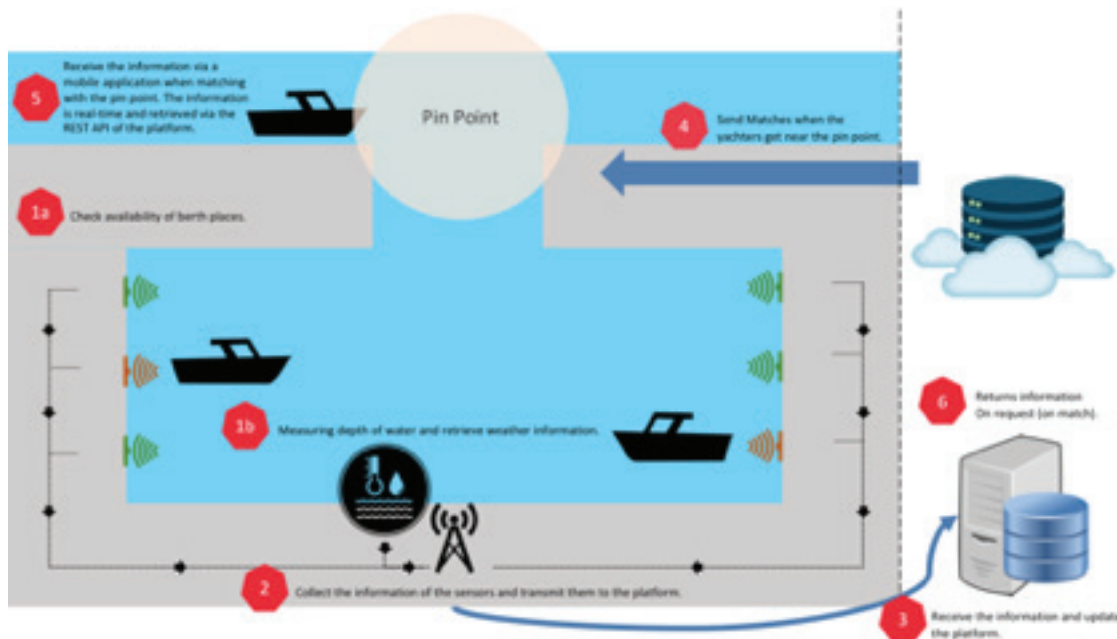 5
Receive the information via a
mobile application when matching
with the pin point. The information
is real-time and retrieved via the
REST API of the platform.
Pin Point
4
Send Matches when the
yachters got near the pin point.
1a
Check availability of berth places.
1b
Measuring depth of water and retrieve weather information.
6
Returns information
On request (on match).
2
Collect the information of the sensors and transmit them to the platform.
3
Receive the information and update
the platform.